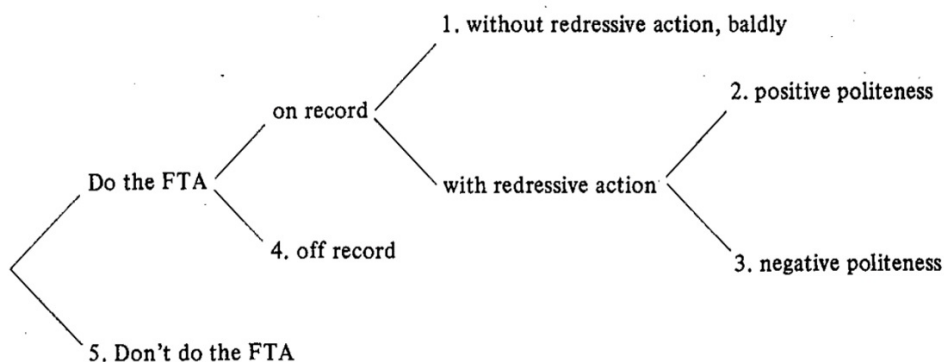 1. without redressive action, baldly
2. positive politeness
on record
Do the FTA
with redressive action
4. off record
3. negative politeness
5. Don't do the FTA